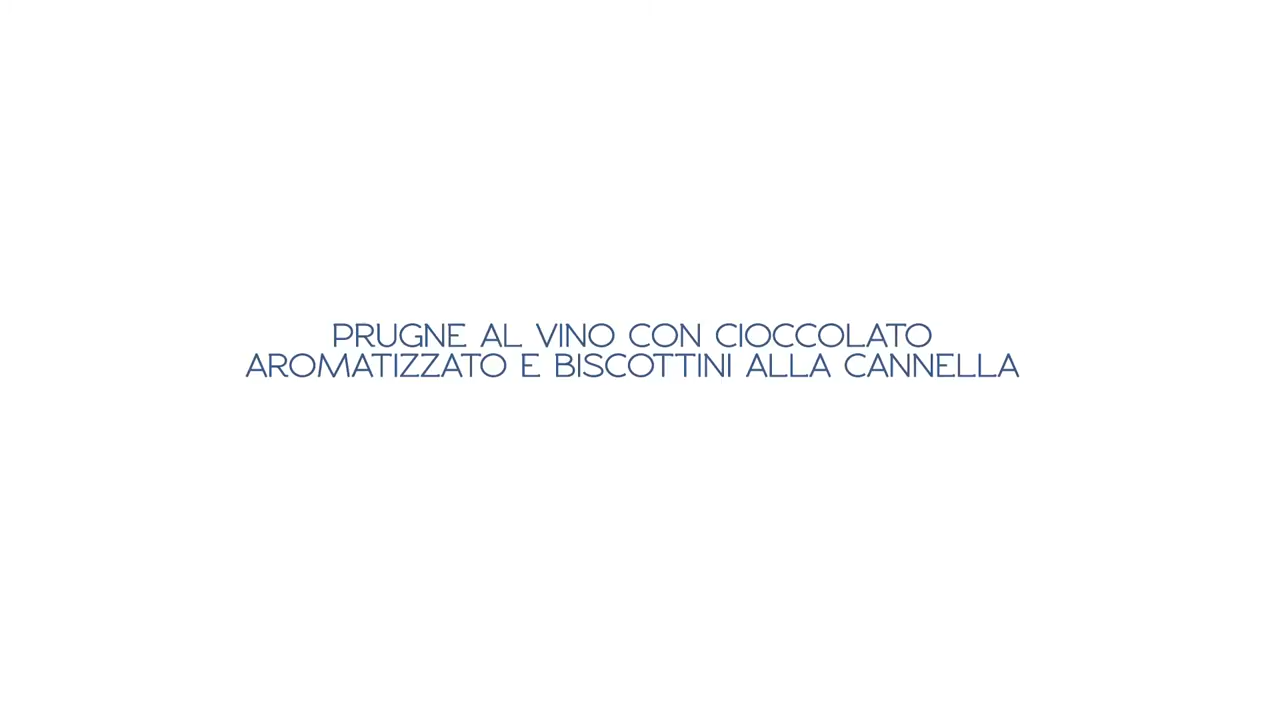 PRUGNE AL VINO CON CIOCCOLATO
AROMATIZZATO E BISCOTTINI ALLA CANNELLA